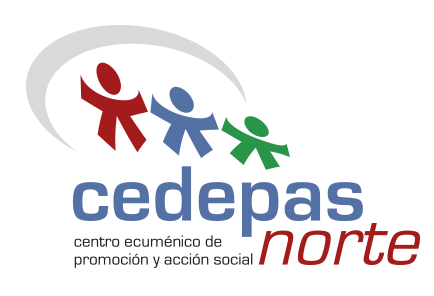 cedepas
norte
centro ecuménico de
promoción y acción social